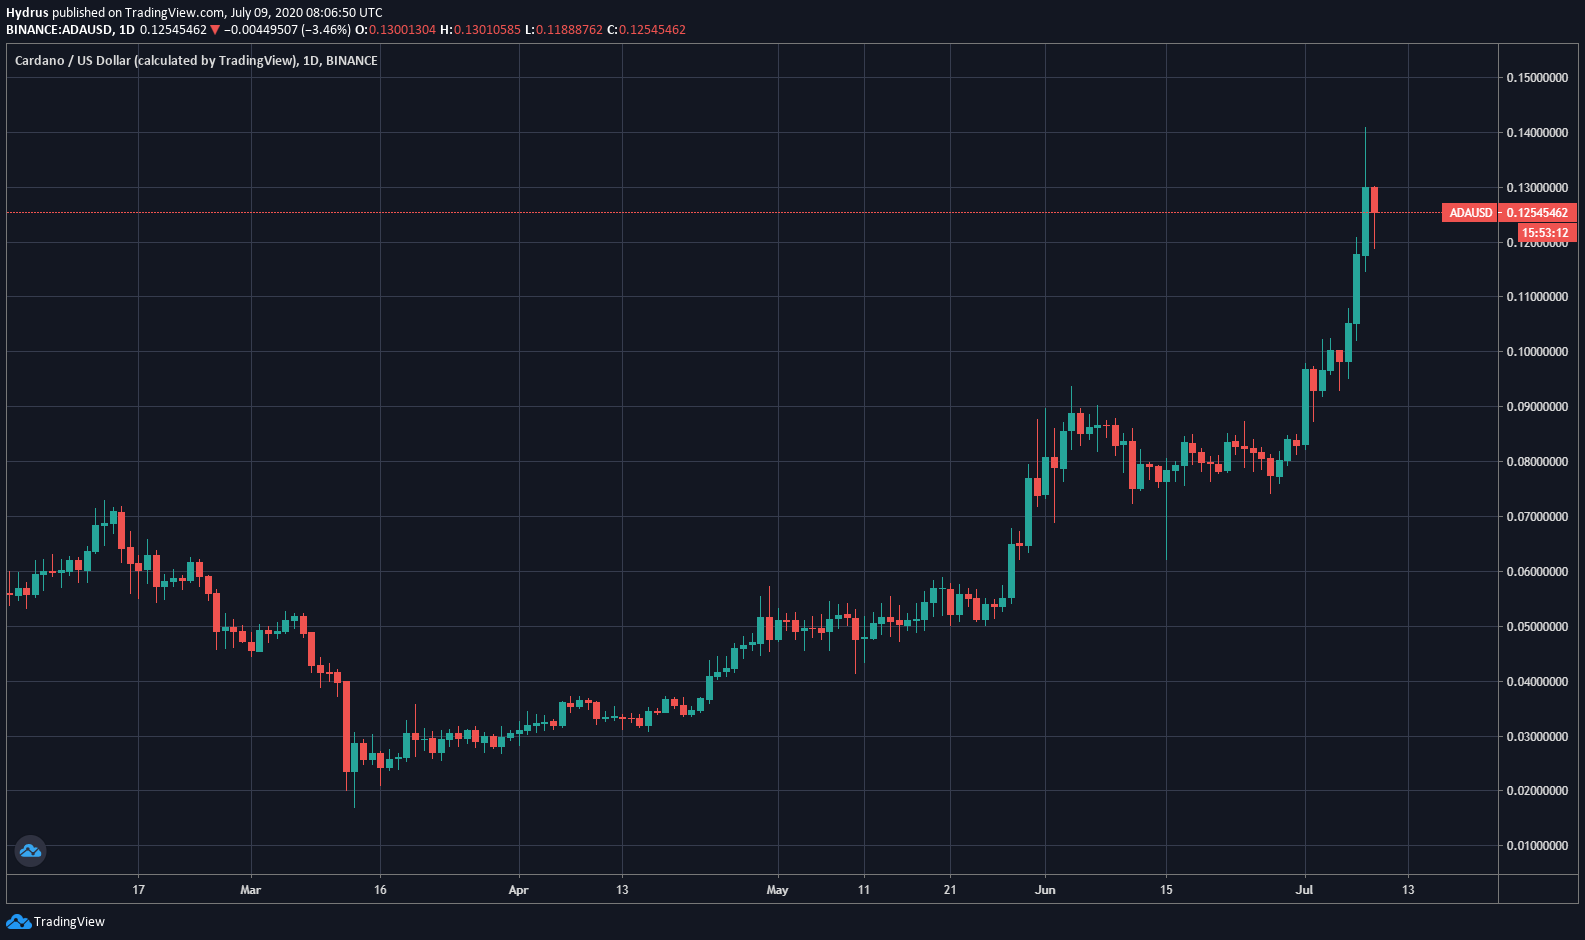 Hydrus published on TradingView.com, July 09, 2020 08:06:50 UTC
BINANCE:ADAUSD, 1D 0.12545462 ▼ −0.00449507 (−3.46%) O:0.13001304 H:0.13010585 L:0.11888762 C:0.12545462
Cardano / US Dollar (calculated by TradingView), 1D, BINANCE
0.15000000
0.14000000
0.13000000
ADAUSD 0.12545462
15:53:12
0.12000000
0.11000000
0.10000000
0.09000000
0.08000000
0.07000000
0.06000000
0.05000000
0.04000000
0.03000000
0.02000000
0.01000000
17 Mar 16 Apr 13 May 11 21 Jun 15 Jul 13
TradingView